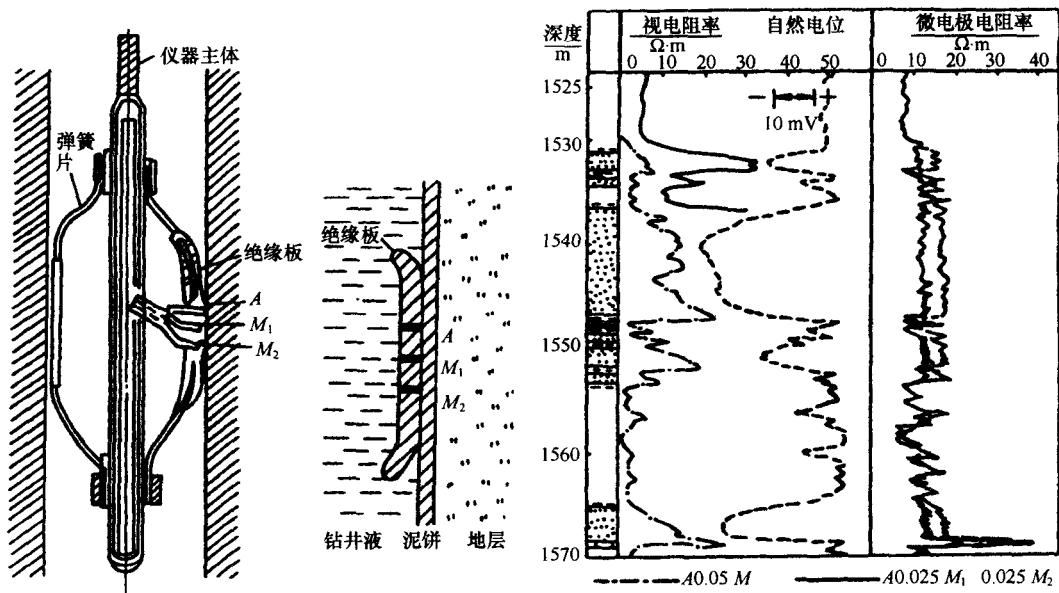 仪器主体
弹簧
片
绝缘板
A
M₁
M₂
绝缘板
A
M₁
M₂
钻井液 泥饼 地层
深度
m
视电阻率
Ω·m
自然电位
微电极电阻率
Ω·m
0 10 20 30 40 50 60
0 10 20 30 40
− +
10 mV
1525
1530
1540
1550
1560
1570
A0.05 M
A0.025 M₁ 0.025 M₂